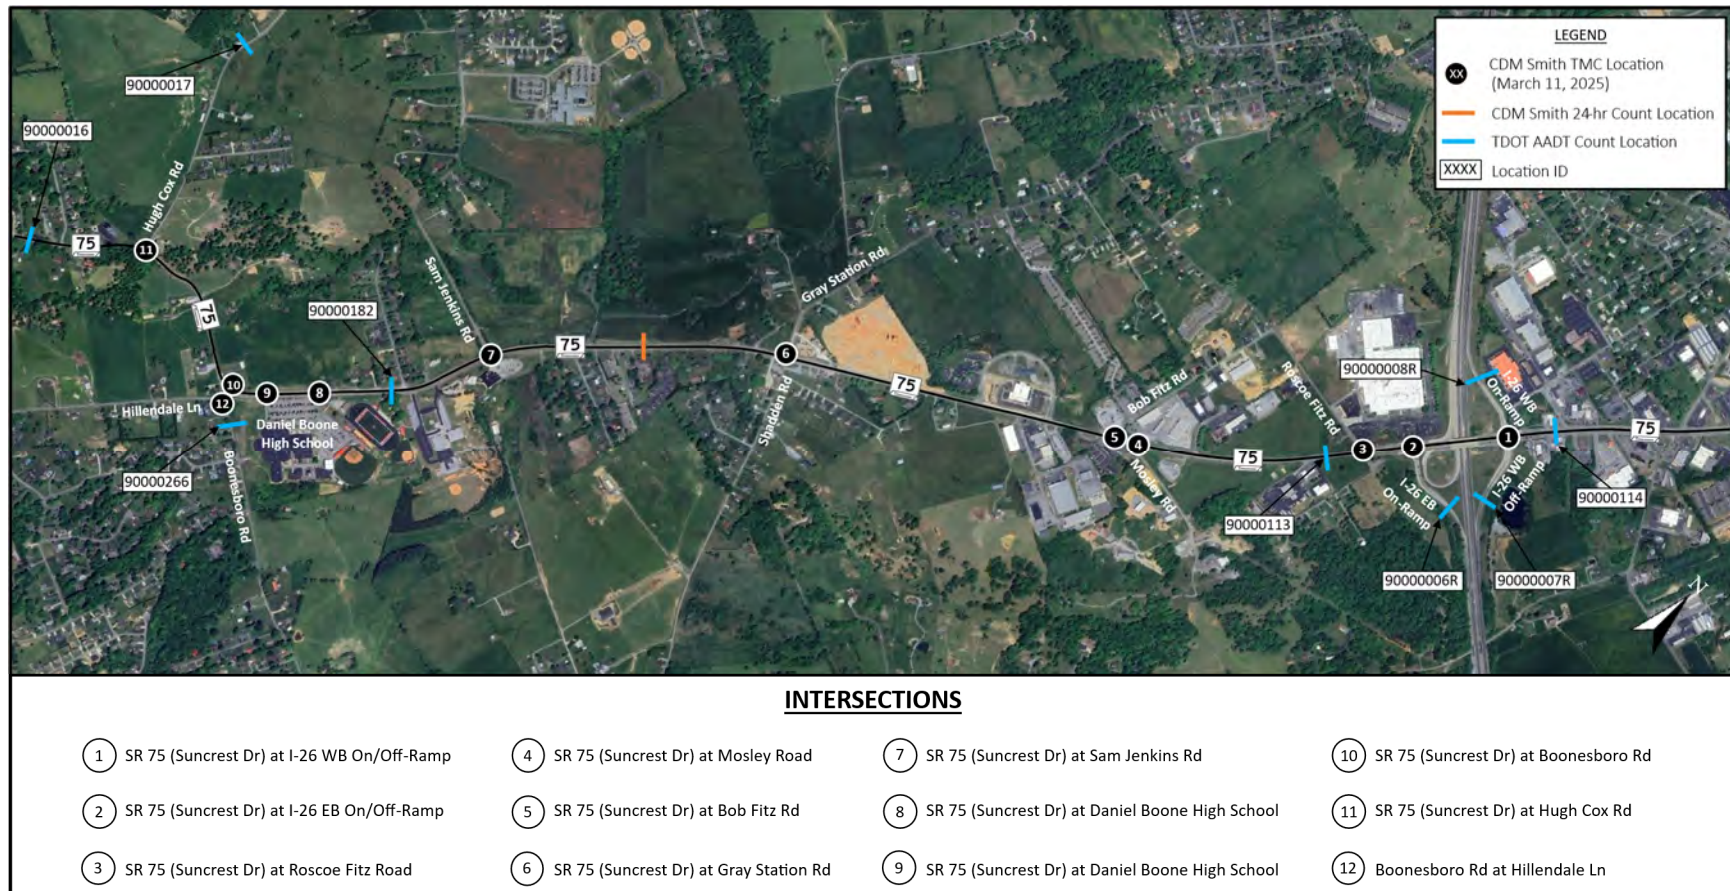 LEGEND
XX
CDM Smith TMC Location
(March 11, 2025)
CDM Smith 24-hr Count Location
TDOT AADT Count Location
XXXX
Location ID
90000017
90000016
Hugh Cox Rd
75
11
75
90000182
Sam Jenkins Rd
7
75
Gray Station Rd
6
75
Shadden Rd
10
9
8
12
Hillendale Ln
Daniel Boone
High School
90000266
Boonesboro Rd
Bob Fitz Rd
5
4
Mosley Rd
75
Roscoe Fitz Rd
90000008R
I-26 WB
On-Ramp
3
2
1
75
90000113
I-26 EB
On-Ramp
I-26 WB
Off-Ramp
90000114
90000006R
90000007R
N
INTERSECTIONS
1 SR 75 (Suncrest Dr) at I-26 WB On/Off-Ramp
2 SR 75 (Suncrest Dr) at I-26 EB On/Off-Ramp
3 SR 75 (Suncrest Dr) at Roscoe Fitz Road
4 SR 75 (Suncrest Dr) at Mosley Road
5 SR 75 (Suncrest Dr) at Bob Fitz Rd
6 SR 75 (Suncrest Dr) at Gray Station Rd
7 SR 75 (Suncrest Dr) at Sam Jenkins Rd
8 SR 75 (Suncrest Dr) at Daniel Boone High School
9 SR 75 (Suncrest Dr) at Daniel Boone High School
10 SR 75 (Suncrest Dr) at Boonesboro Rd
11 SR 75 (Suncrest Dr) at Hugh Cox Rd
12 Boonesboro Rd at Hillendale Ln